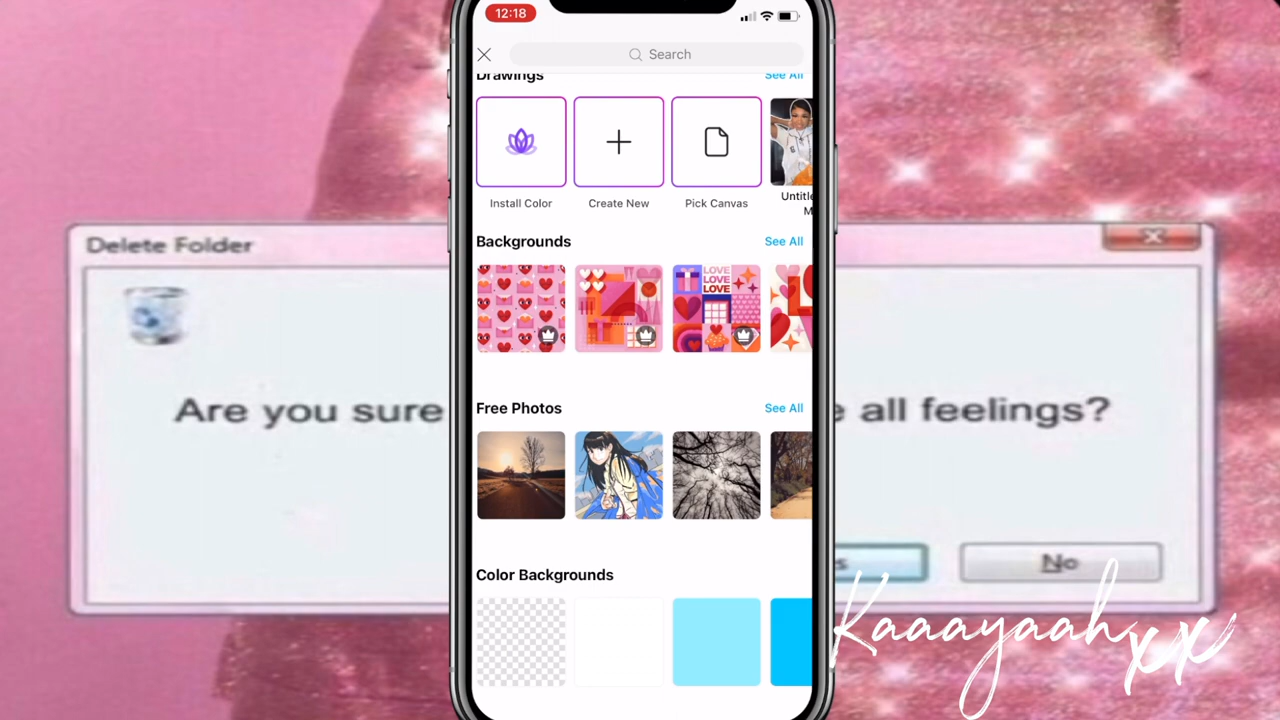 12:18
Search
Drawings
See All
Install Color
Create New
Pick Canvas
Backgrounds
See All
LOVE
LOVE
LOVE
Free Photos
See All
Color Backgrounds
Delete Folder
Are you sure
all feelings?
No
Kaaayaahxx